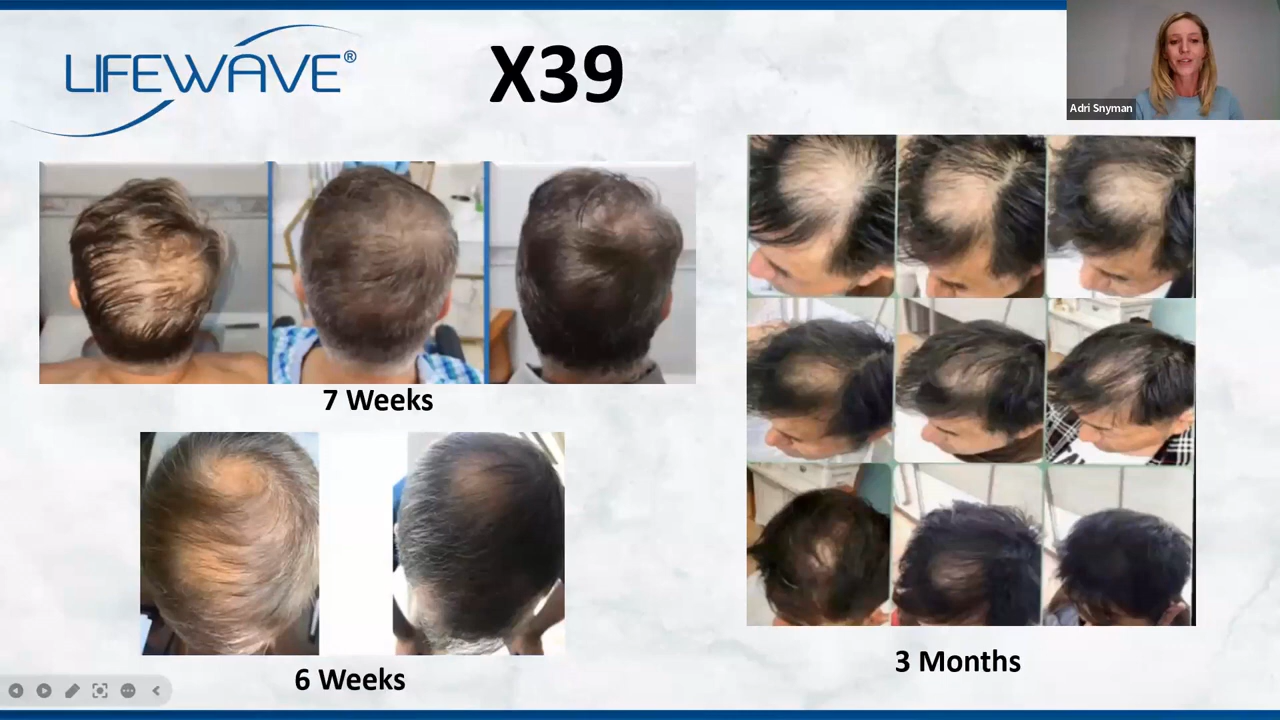 LIFEWAVE®
X39
Adri Snyman
7 Weeks
6 Weeks
3 Months